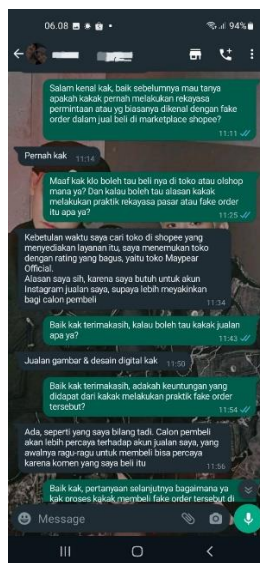 06.08
94%
Salam kenal kak, baik sebelumnya mau tanya
apakah kakak pernah melakukan rekayasa
permintaan atau yg biasanya dikenal dengan fake
order dalam jual beli di marketplace shopee?
11:11
Pernah kak 11:14
Maaf kak klo boleh tau beli nya di toko atau olshop
mana ya? Dan kalau boleh tau alasan kakak
melakukan praktik rekayasa pasar atau fake order
itu apa ya?
11:25
Kebetulan waktu saya cari toko di shopee yang
menyediakan layanan itu, saya menemukan toko
dengan rating yang bagus, yaitu toko Maypear
Official.
Alasan saya sih, karena saya butuh untuk akun
Instagram jualan saya, supaya lebih meyakinkan
bagi calon pembeli
11:34
Baik kak terimakasih, kalau boleh tau kakak jualan
apa ya?
11:43
Jualan gambar & desain digital kak 11:50
Baik kak terimakasih, adakah keuntungan yang
didapat dari kakak melakukan praktik fake order
tersebut?
11:54
Ada, seperti yang saya bilang tadi. Calon pembeli
akan lebih percaya terhadap akun jualan saya, yang
awalnya ragu-ragu untuk membeli bisa percaya
karena komen yang saya beli itu
11:56
Baik kak, pertanyaan selanjutnya bagaimana ya
kak proses kakak membeli fake order tersebut di
Message